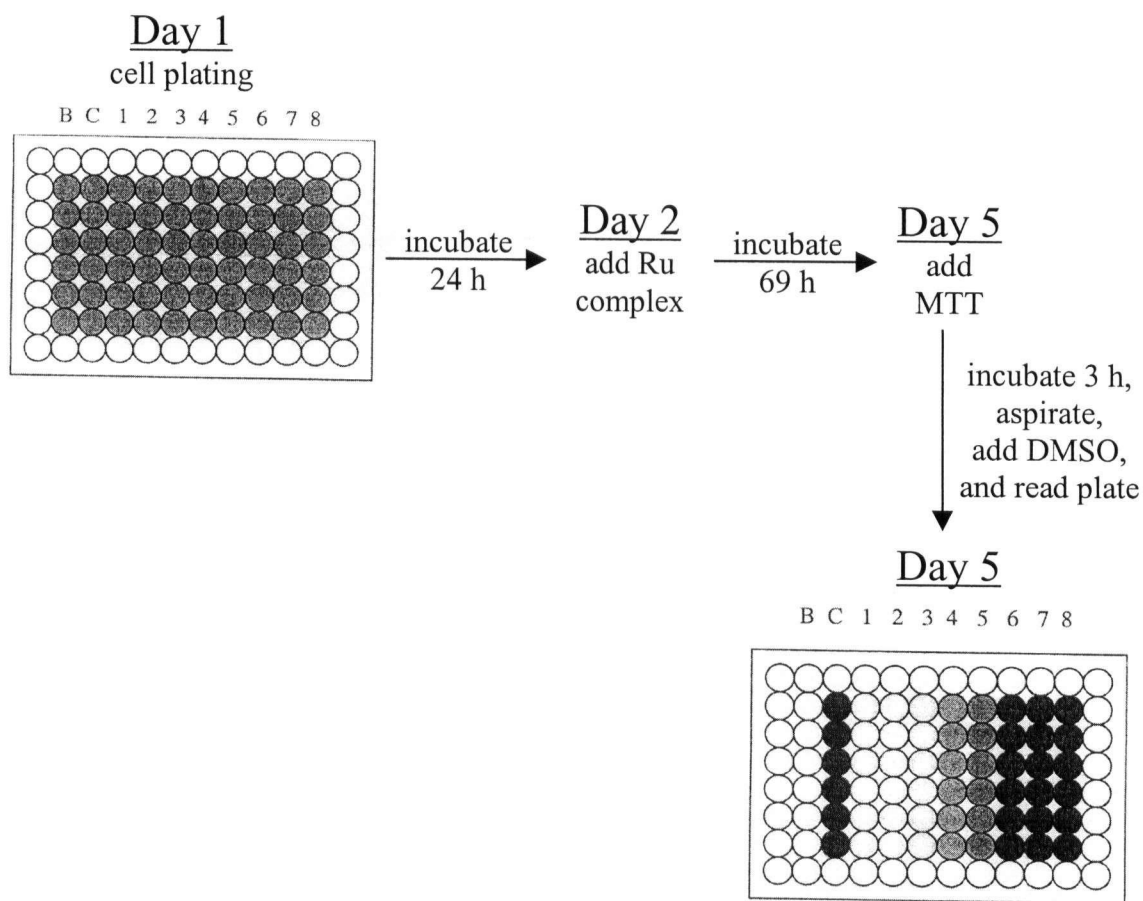 Day 1
cell plating
B C 1 2 3 4 5 6 7 8
incubate
24 h
Day 2
add Ru
complex
incubate
69 h
Day 5
add
MTT
incubate 3 h,
aspirate,
add DMSO,
and read plate
Day 5
B C 1 2 3 4 5 6 7 8